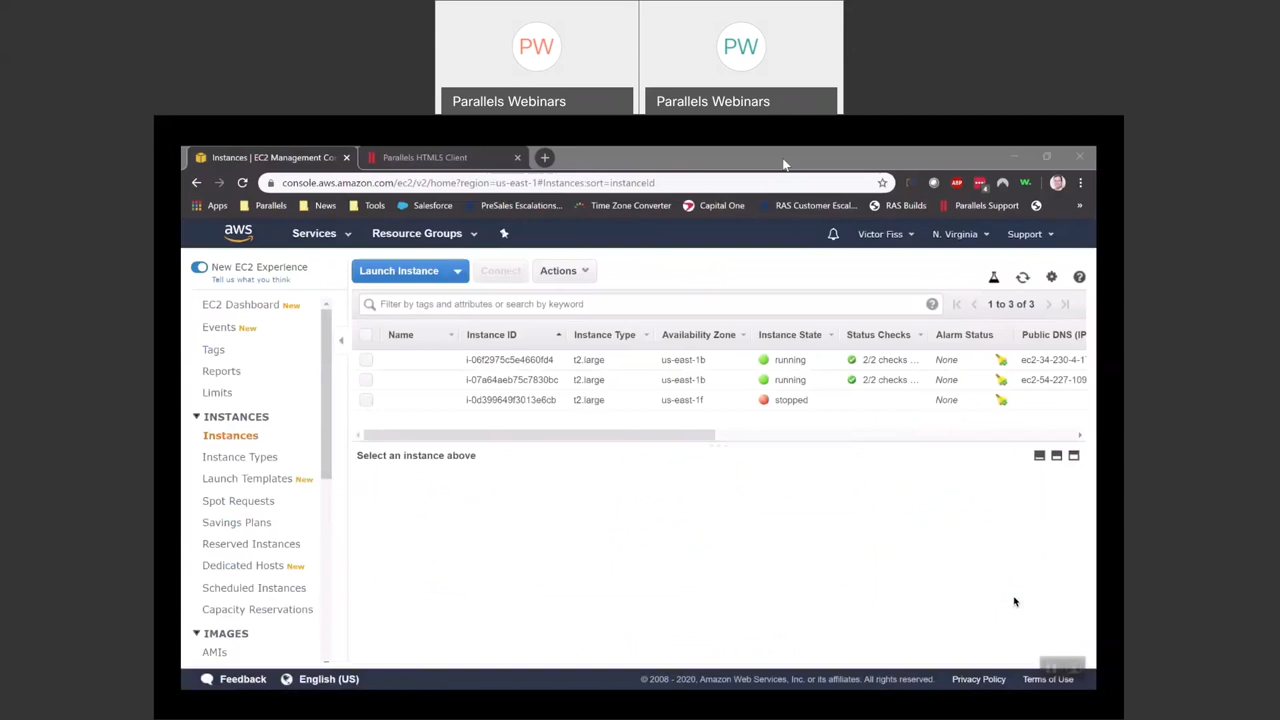 PW
PW
Parallels Webinars
Parallels Webinars
Instances | EC2 Management Co
Parallels HTML5 Client
console.aws.amazon.com/ec2/v2/home?region=us-east-1#Instances:sort=instanceId
ABP
4
Apps
Parallels
News
Tools
Salesforce
PreSales Escalations...
Time Zone Converter
Capital One
RAS Customer Escal...
RAS Builds
Parallels Support
»
aws
Services
Resource Groups
Victor Fiss
N. Virginia
Support
New EC2 Experience
Tell us what you think
Launch Instance
Connect
Actions
EC2 Dashboard New
Filter by tags and attributes or search by keyword
1 to 3 of 3
Events New
Name
Instance ID
Instance Type
Availability Zone
Instance State
Status Checks
Alarm Status
Public DNS (IP
Tags
i-06f2975c5e4660fd4
t2.large
us-east-1b
running
2/2 checks ...
None
ec2-34-230-4-1
Reports
i-07a64aeb75c7830bc
t2.large
us-east-1b
running
2/2 checks ...
None
ec2-54-227-109
Limits
i-0d399649f3013e6cb
t2.large
us-east-1f
stopped
None
INSTANCES
Instances
Select an instance above
Instance Types
Launch Templates New
Spot Requests
Savings Plans
Reserved Instances
Dedicated Hosts New
Scheduled Instances
Capacity Reservations
IMAGES
AMIs
Feedback
English (US)
© 2008 - 2020, Amazon Web Services, Inc. or its affiliates. All rights reserved.
Privacy Policy
Terms of Use